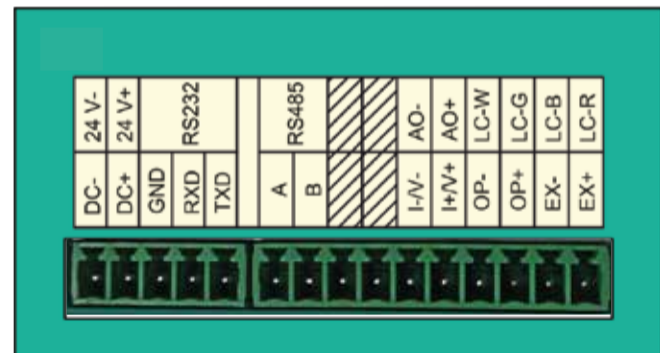 24 V-
24 V+
RS232
RS485
AO-
AO+
LC-W
LC-G
LC-B
LC-R
DC-
DC+
GND
RXD
TXD
A
B
I-/V-
I+/V+
OP-
OP+
EX-
EX+